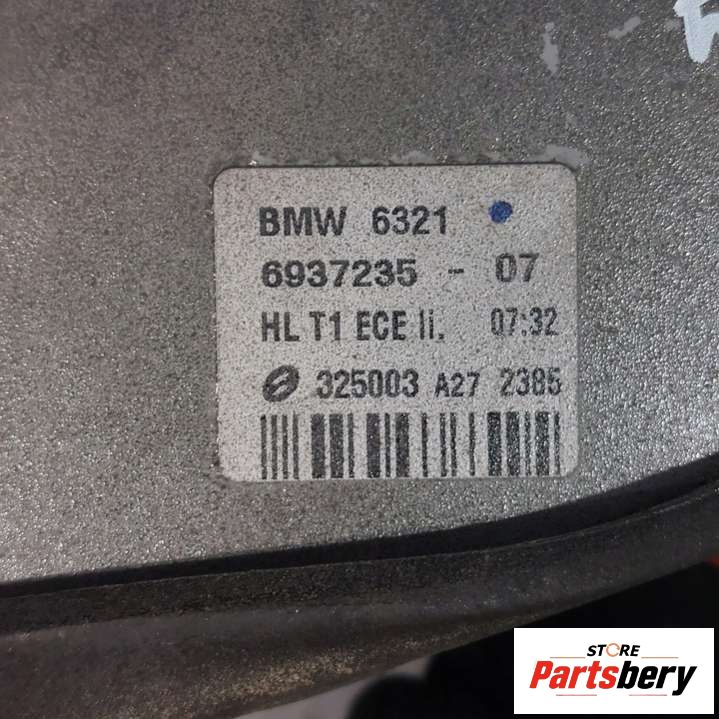 BMW 6321
6937235 - 07
HL T1 ECE li. 07:32
325003 A27 2385
STORE
Partsbery